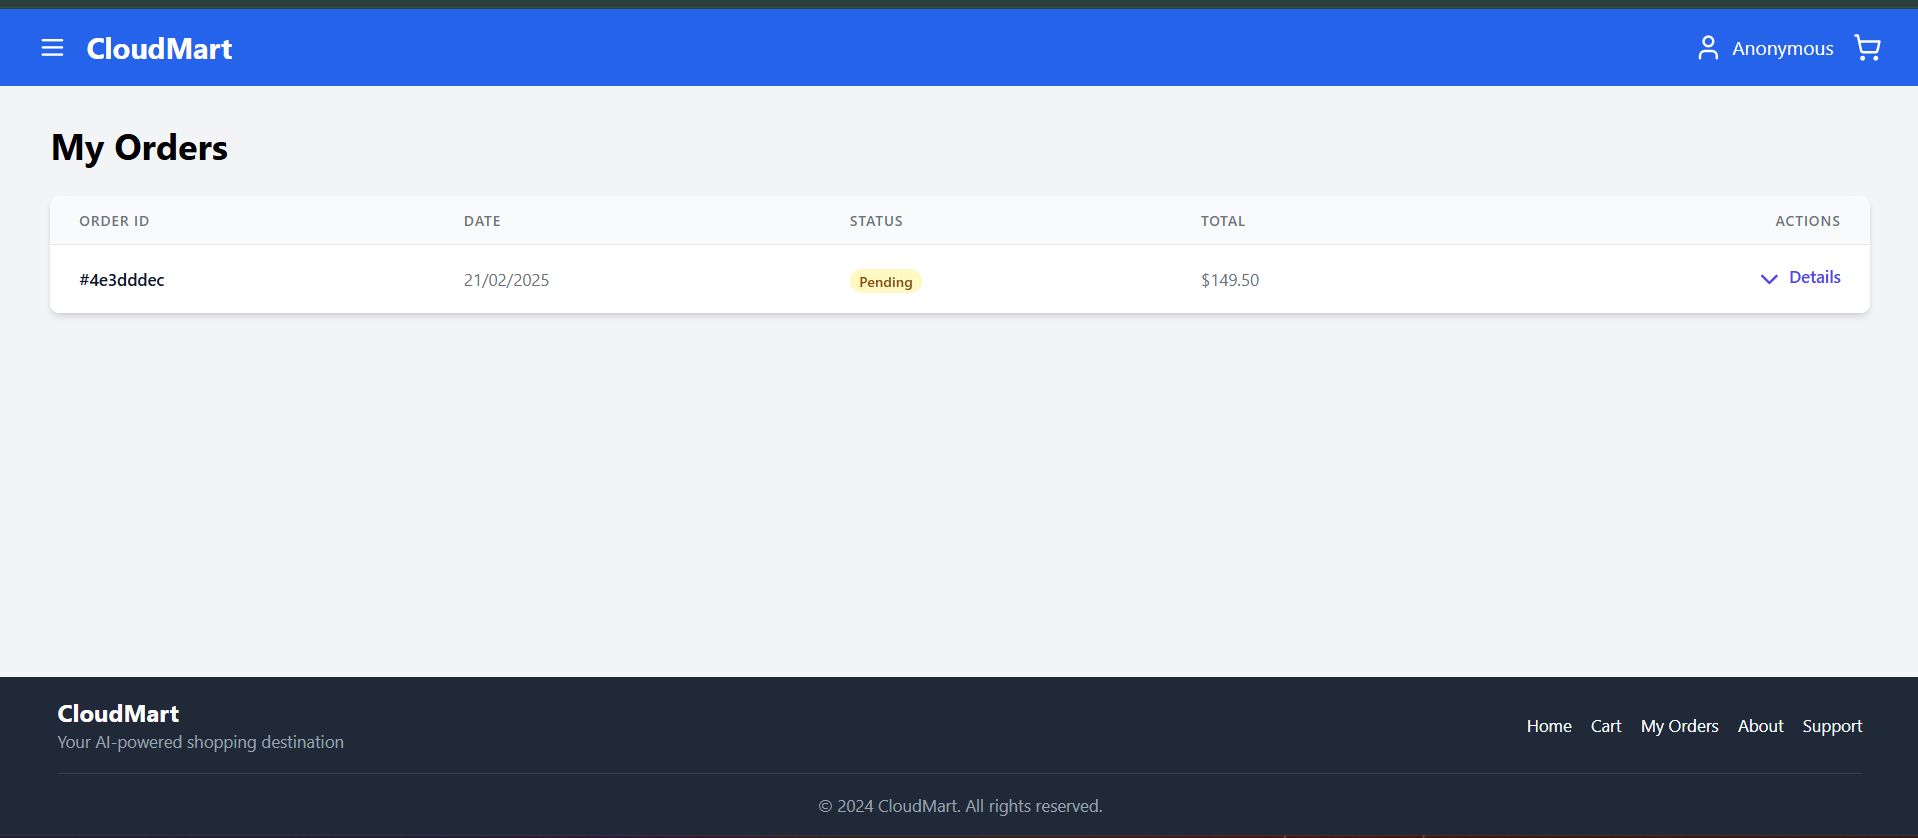 CloudMart
Anonymous
My Orders
ORDER ID DATE STATUS TOTAL ACTIONS
#4e3dddec 21/02/2025 Pending $149.50 Details
CloudMart
Your AI-powered shopping destination
Home Cart My Orders About Support
© 2024 CloudMart. All rights reserved.